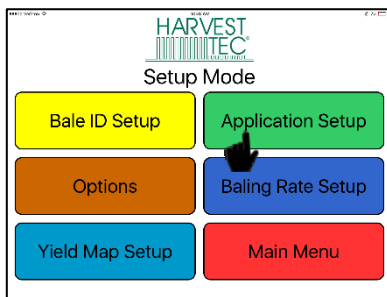 HARVEST
TEC
Setup Mode
Bale ID Setup
Application Setup
Options
Baling Rate Setup
Yield Map Setup
Main Menu